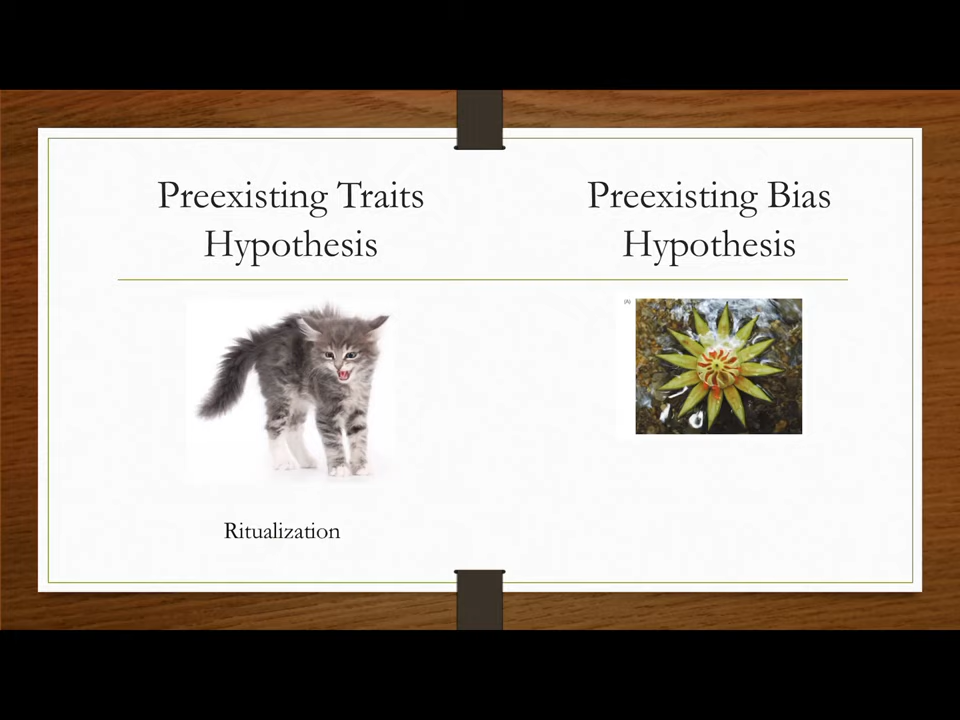 Preexisting Traits
Hypothesis
Preexisting Bias
Hypothesis
(A)
Ritualization